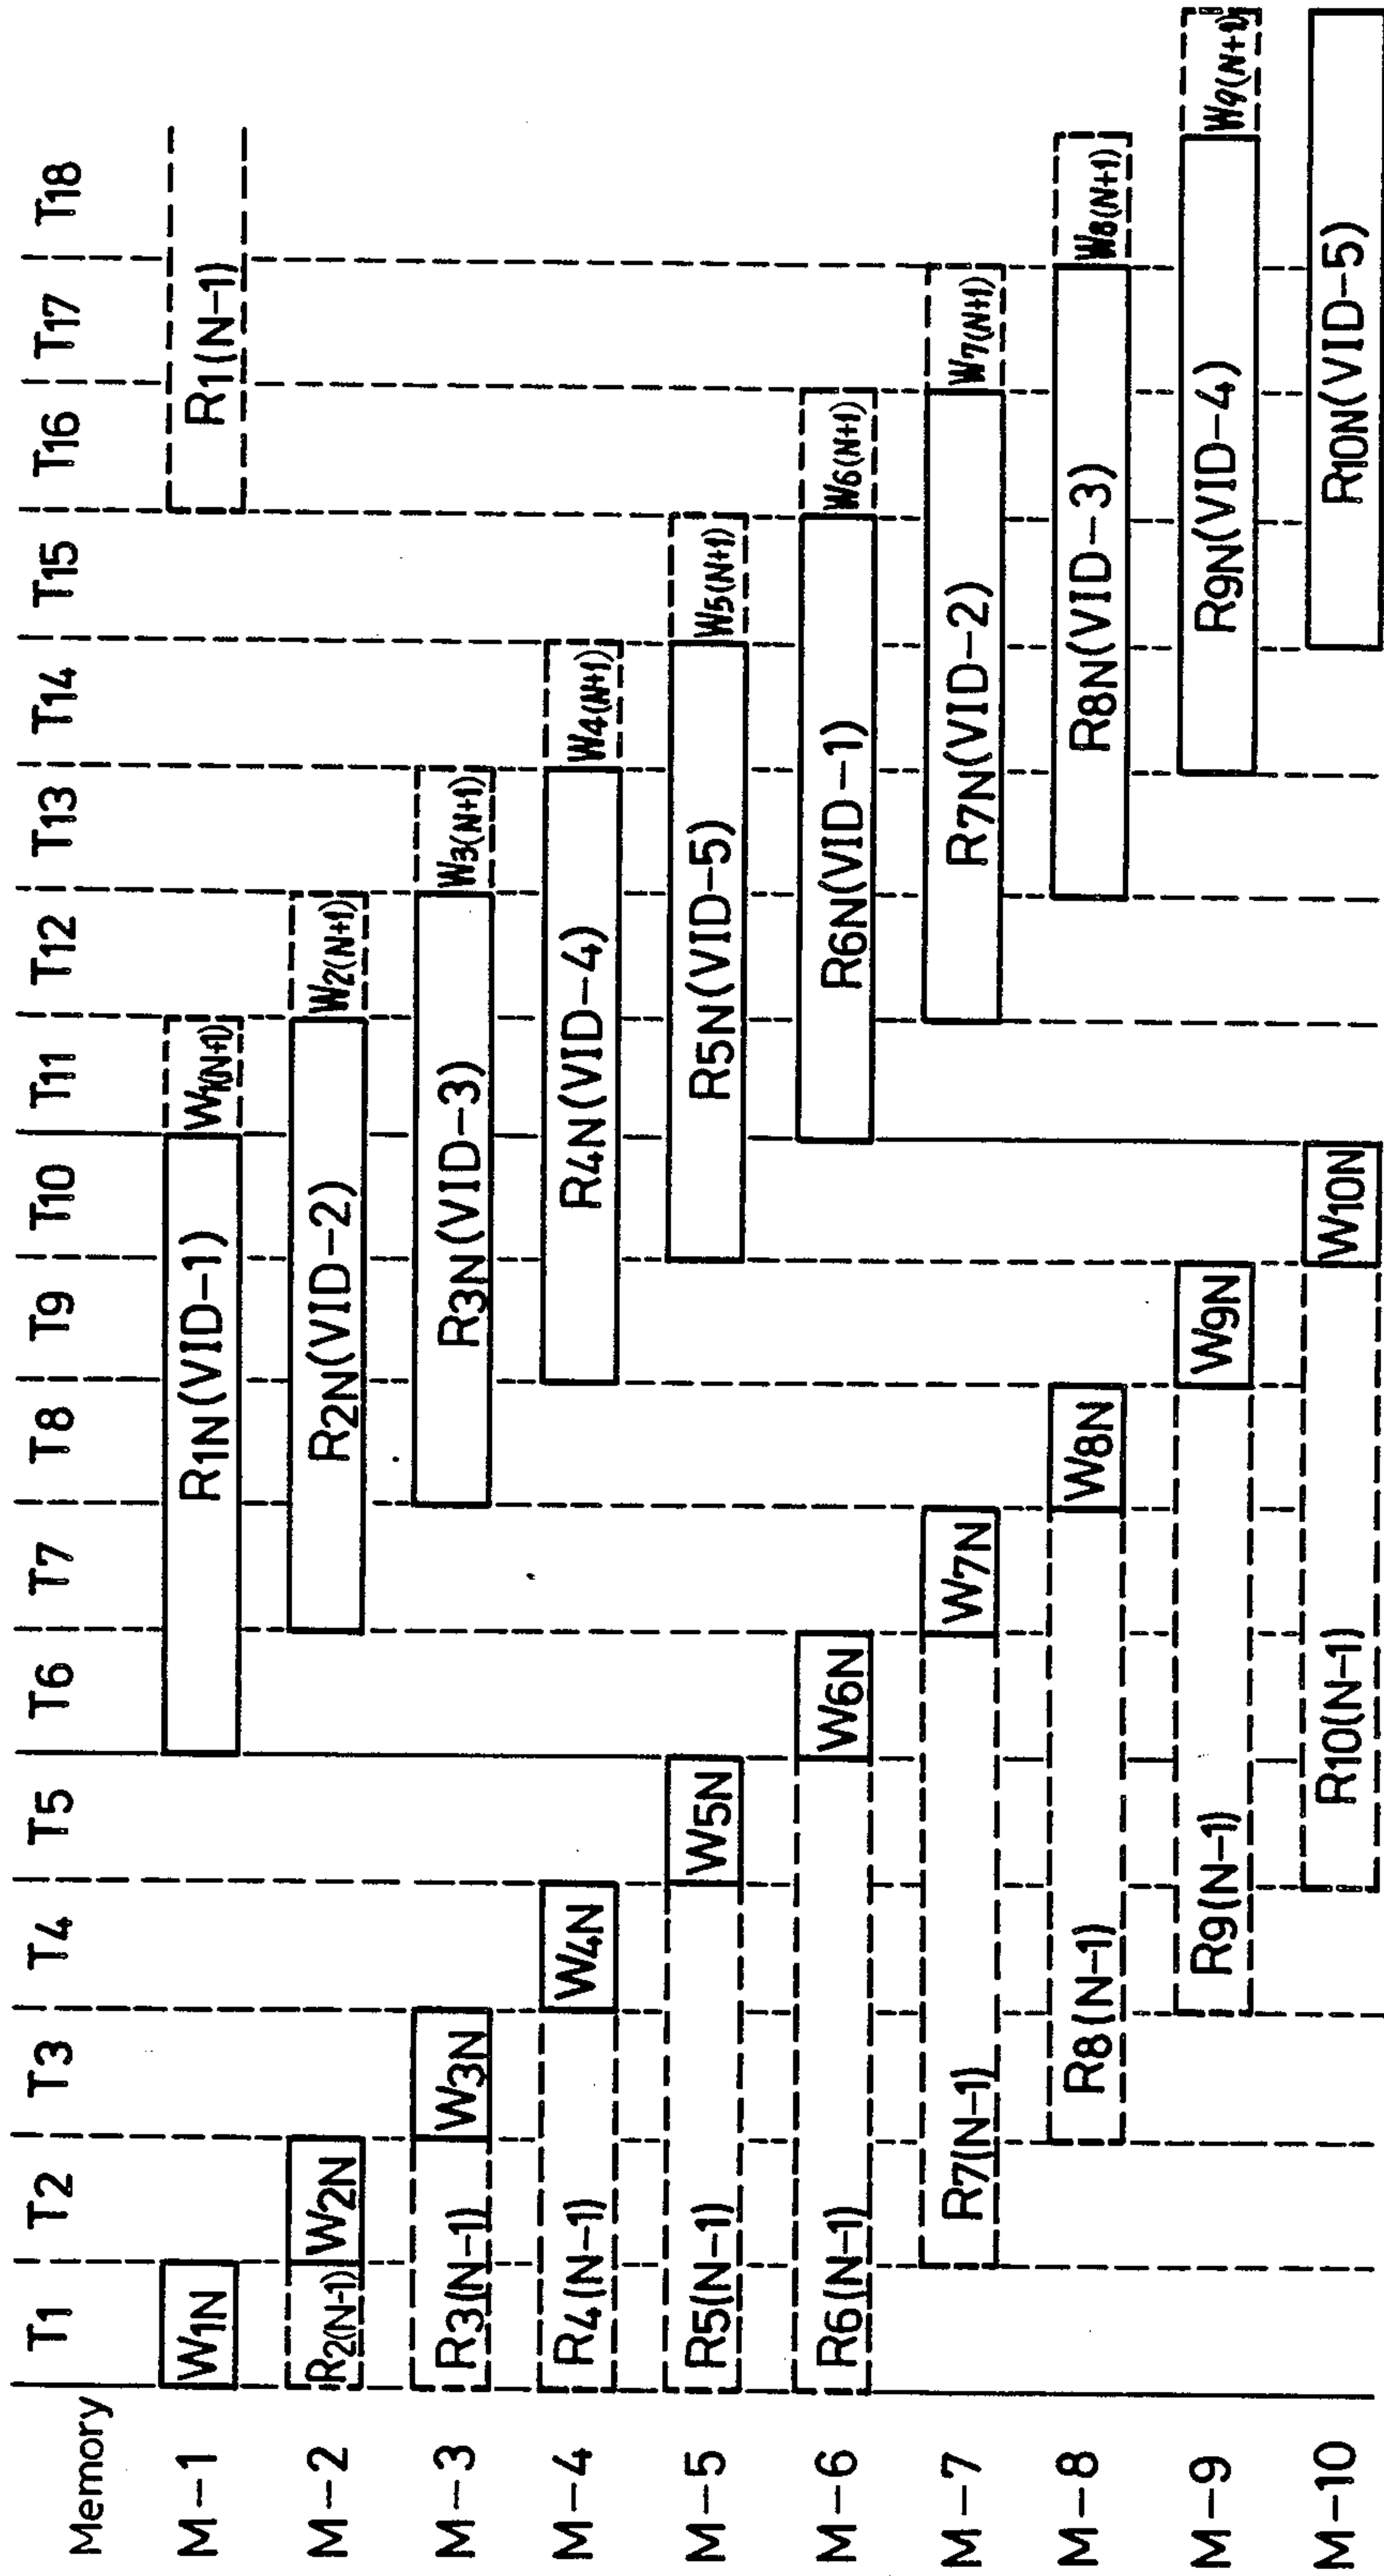 Memory T1 T2 T3 T4 T5 T6 T7 T8 T9 T10 T11 T12 T13 T14 T15 T16 T17 T18
M-1 W1N R1N(VID-1) W1(N+1) R1(N-1)
M-2 R2(N-1) W2N R2N(VID-2) W2(N+1)
M-3 R3(N-1) W3N R3N(VID-3) W3(N+1)
M-4 R4(N-1) W4N R4N(VID-4) W4(N+1)
M-5 R5(N-1) W5N R5N(VID-5) W5(N+1)
M-6 R6(N-1) W6N R6N(VID-1) W6(N+1)
M-7 R7(N-1) W7N R7N(VID-2) W7(N+1)
M-8 R8(N-1) W8N R8N(VID-3) W8(N+1)
M-9 R9(N-1) W9N R9N(VID-4) W9(N+1)
M-10 R10(N-1) W10N R10N(VID-5)